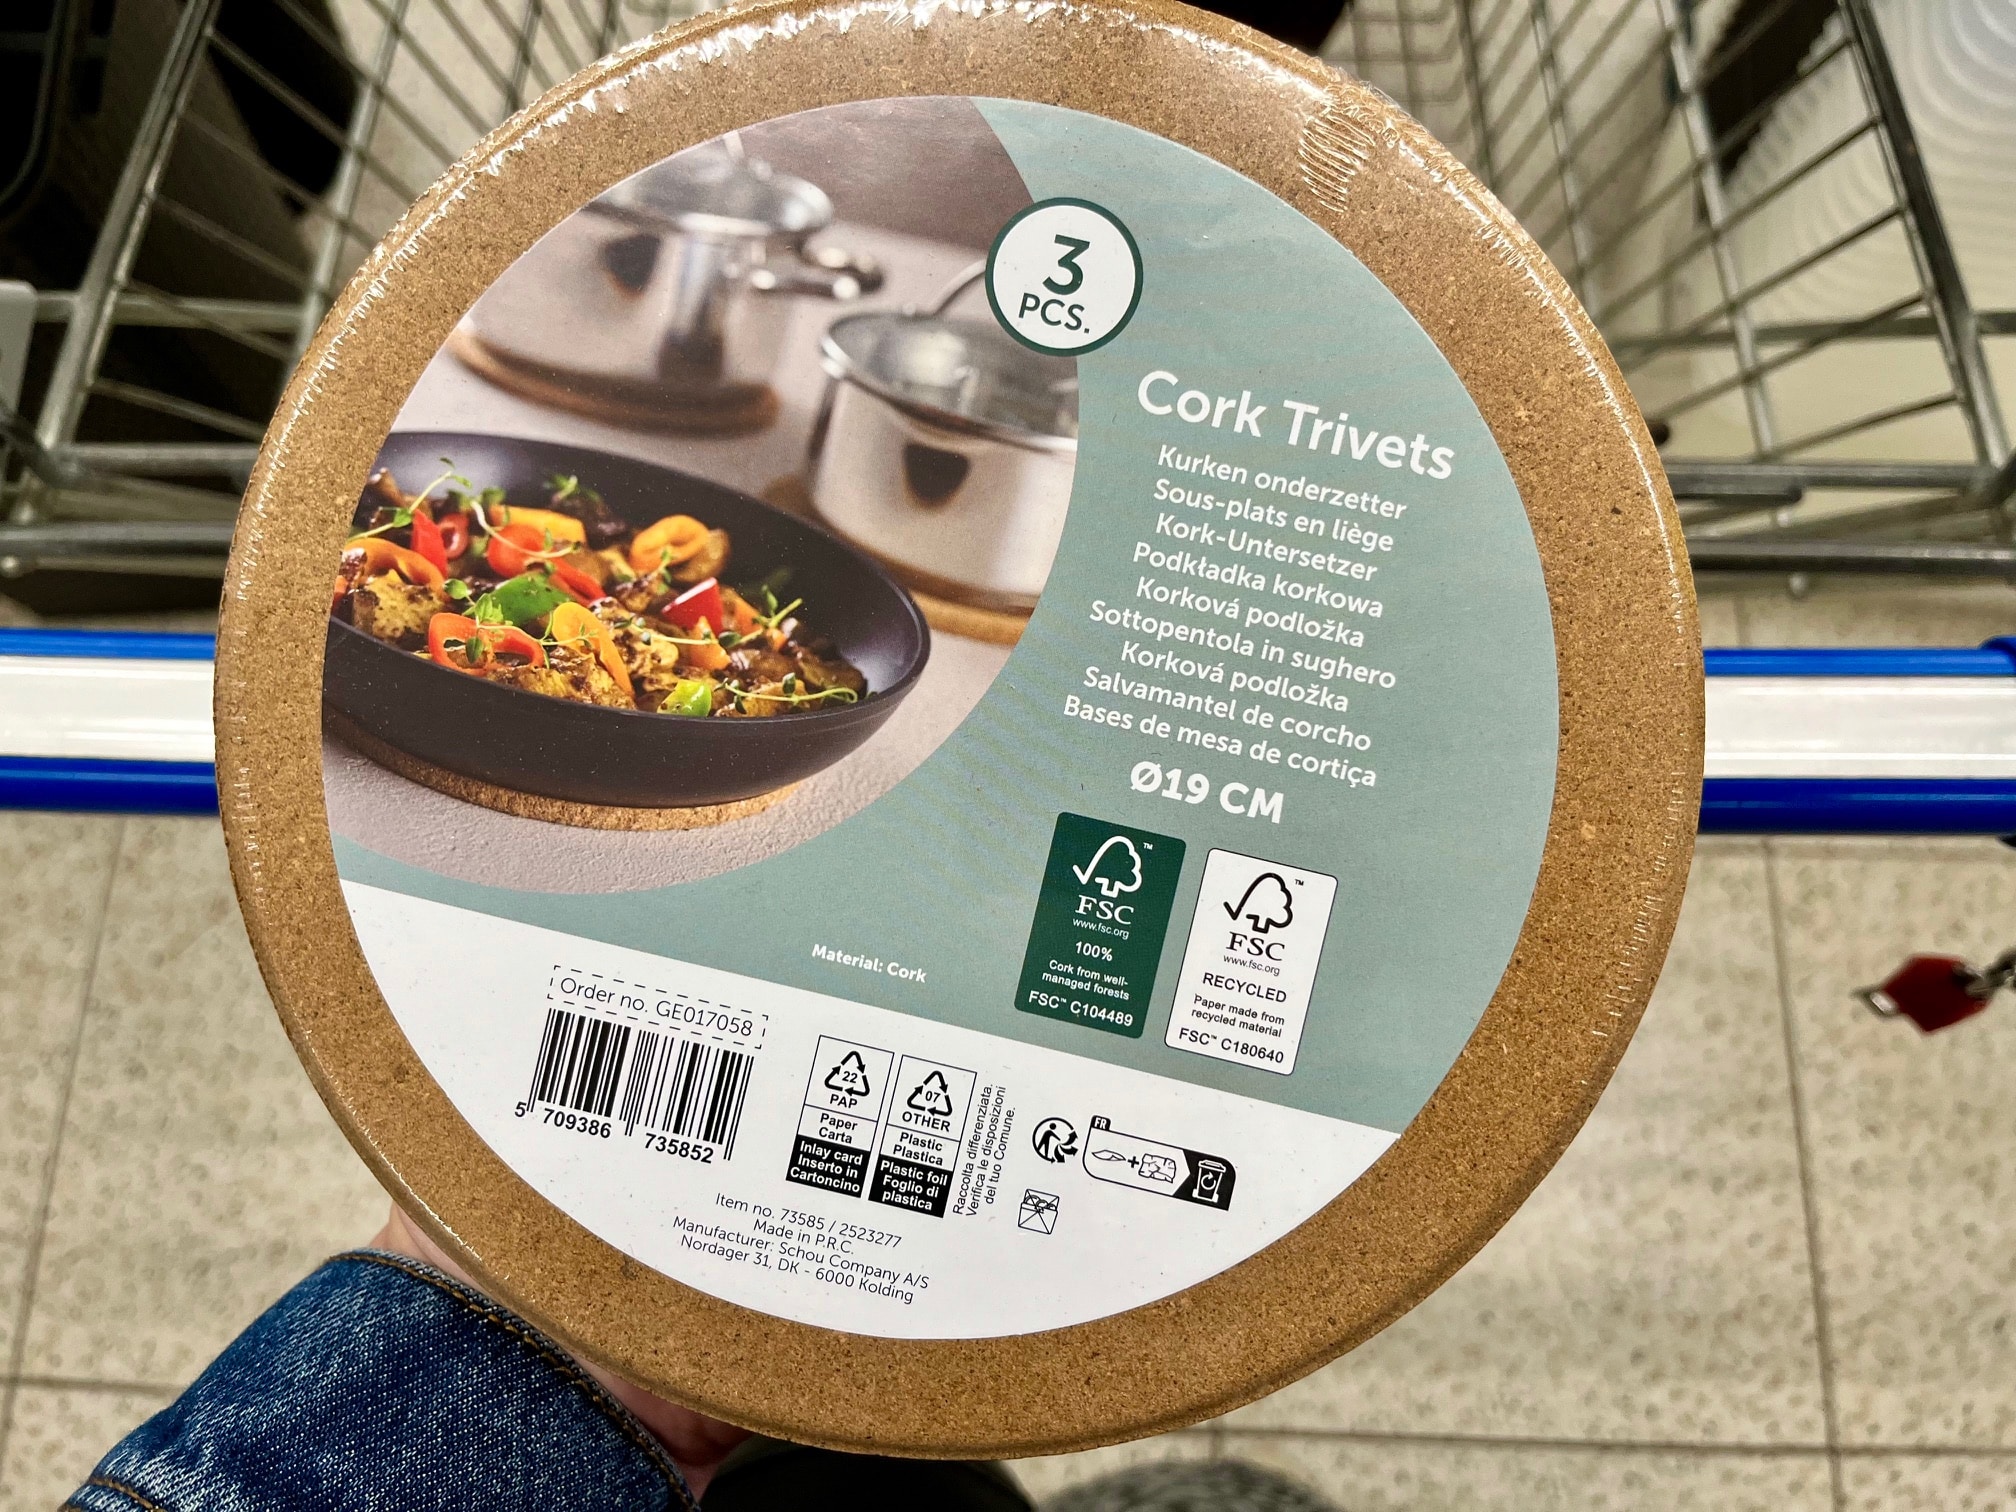 3
PCS.
Cork Trivets
Kurken onderzetter
Sous-plats en liège
Kork-Untersetzer
Podkładka korkowa
Korková podložka
Sottopentola in sughero
Korková podložka
Salvamantel de corcho
Bases de mesa de cortiça
Ø19 CM
FSC
www.fsc.org
100%
Cork from well-
managed forests
FSC™ C104489
FSC
www.fsc.org
RECYCLED
Paper made from
recycled material
FSC™ C180640
Material: Cork
Order no. GE017058
5 709386 735852
22
PAP
Paper
Carta
Inlay card
Inserto in
Cartoncino
07
OTHER
Plastic
Plastica
Plastic foil
Foglio di
plastica
Raccolta differenziata.
Verifica le disposizioni
del tuo Comune.
FR
Item no. 73585 / 2523277
Made in P.R.C.
Manufacturer: Schou Company A/S
Nordager 31, DK - 6000 Kolding